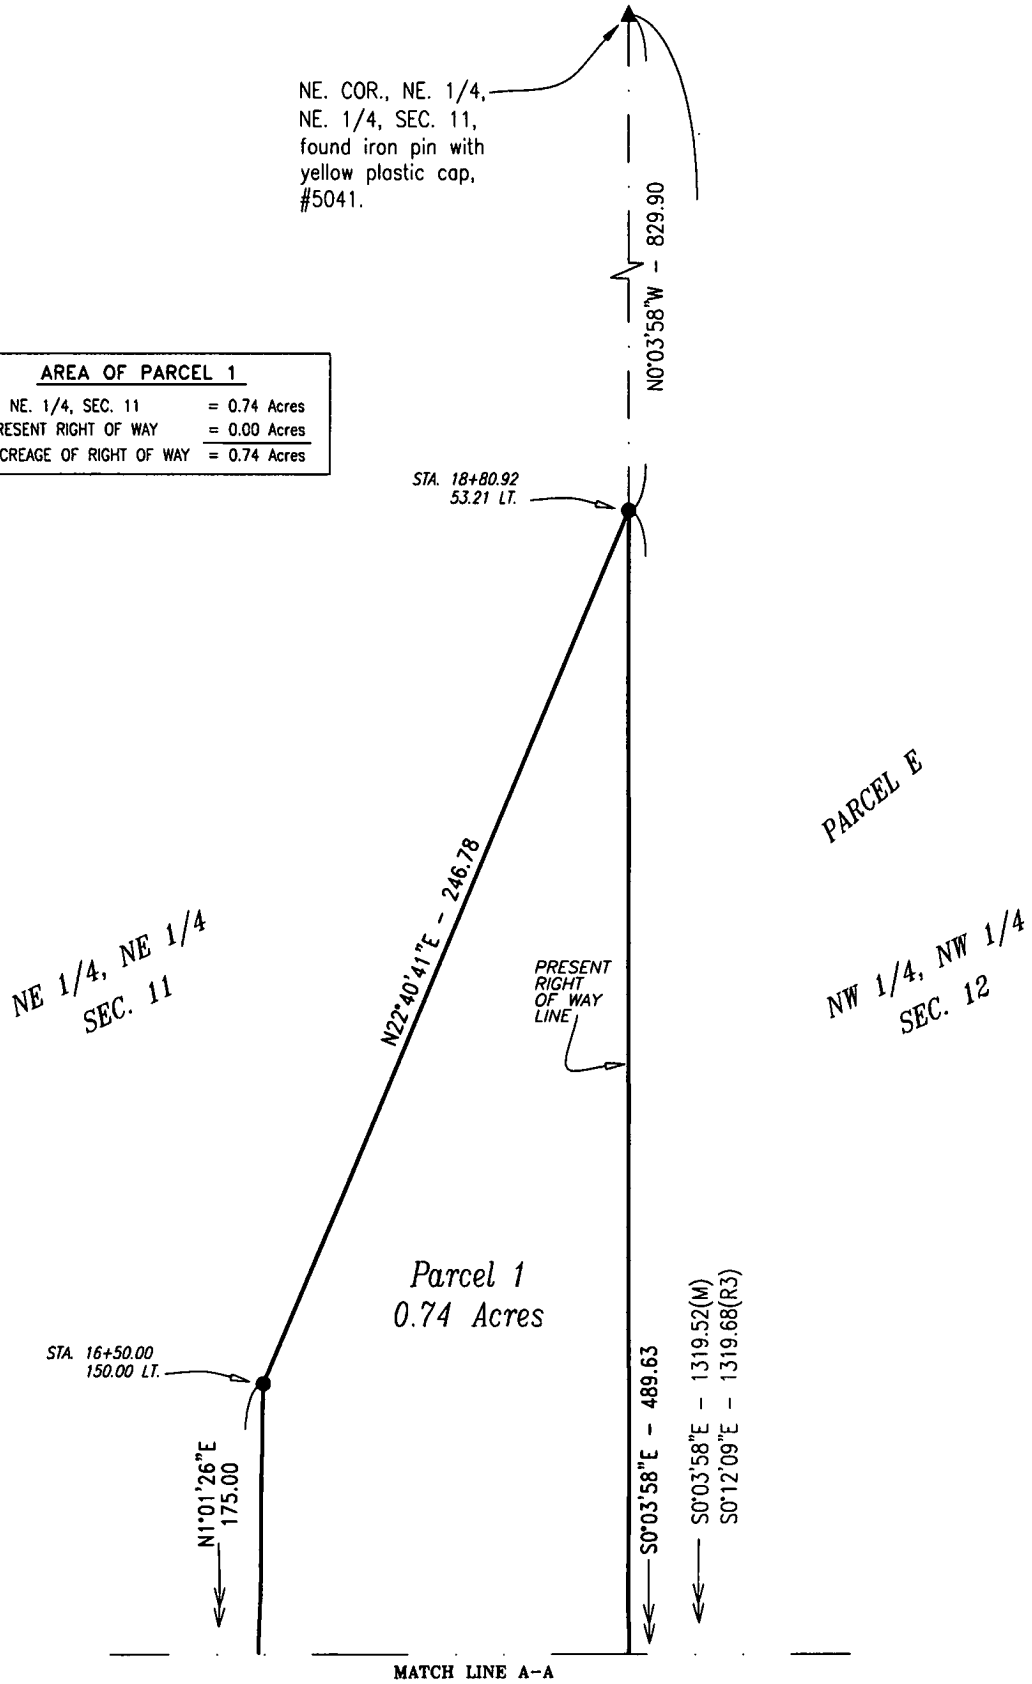 NE. COR., NE. 1/4,
NE. 1/4, SEC. 11,
found iron pin with
yellow plastic cap,
#5041.
N0°03'58"W - 829.90
AREA OF PARCEL 1
NE. 1/4, SEC. 11 = 0.74 Acres
RESENT RIGHT OF WAY = 0.00 Acres
CREAGE OF RIGHT OF WAY = 0.74 Acres
STA. 18+80.92
53.21 LT.
PARCEL E
N22°40'41"E - 246.78
NE 1/4, NE 1/4
SEC. 11
PRESENT
RIGHT
OF WAY
LINE
NW 1/4, NW 1/4
SEC. 12
Parcel 1
0.74 Acres
STA. 16+50.00
150.00 LT.
N1°01'26"E
175.00
S0°03'58"E - 489.63
S0°03'58"E - 1319.52(M)
S0°12'09"E - 1319.68(R3)
MATCH LINE A-A